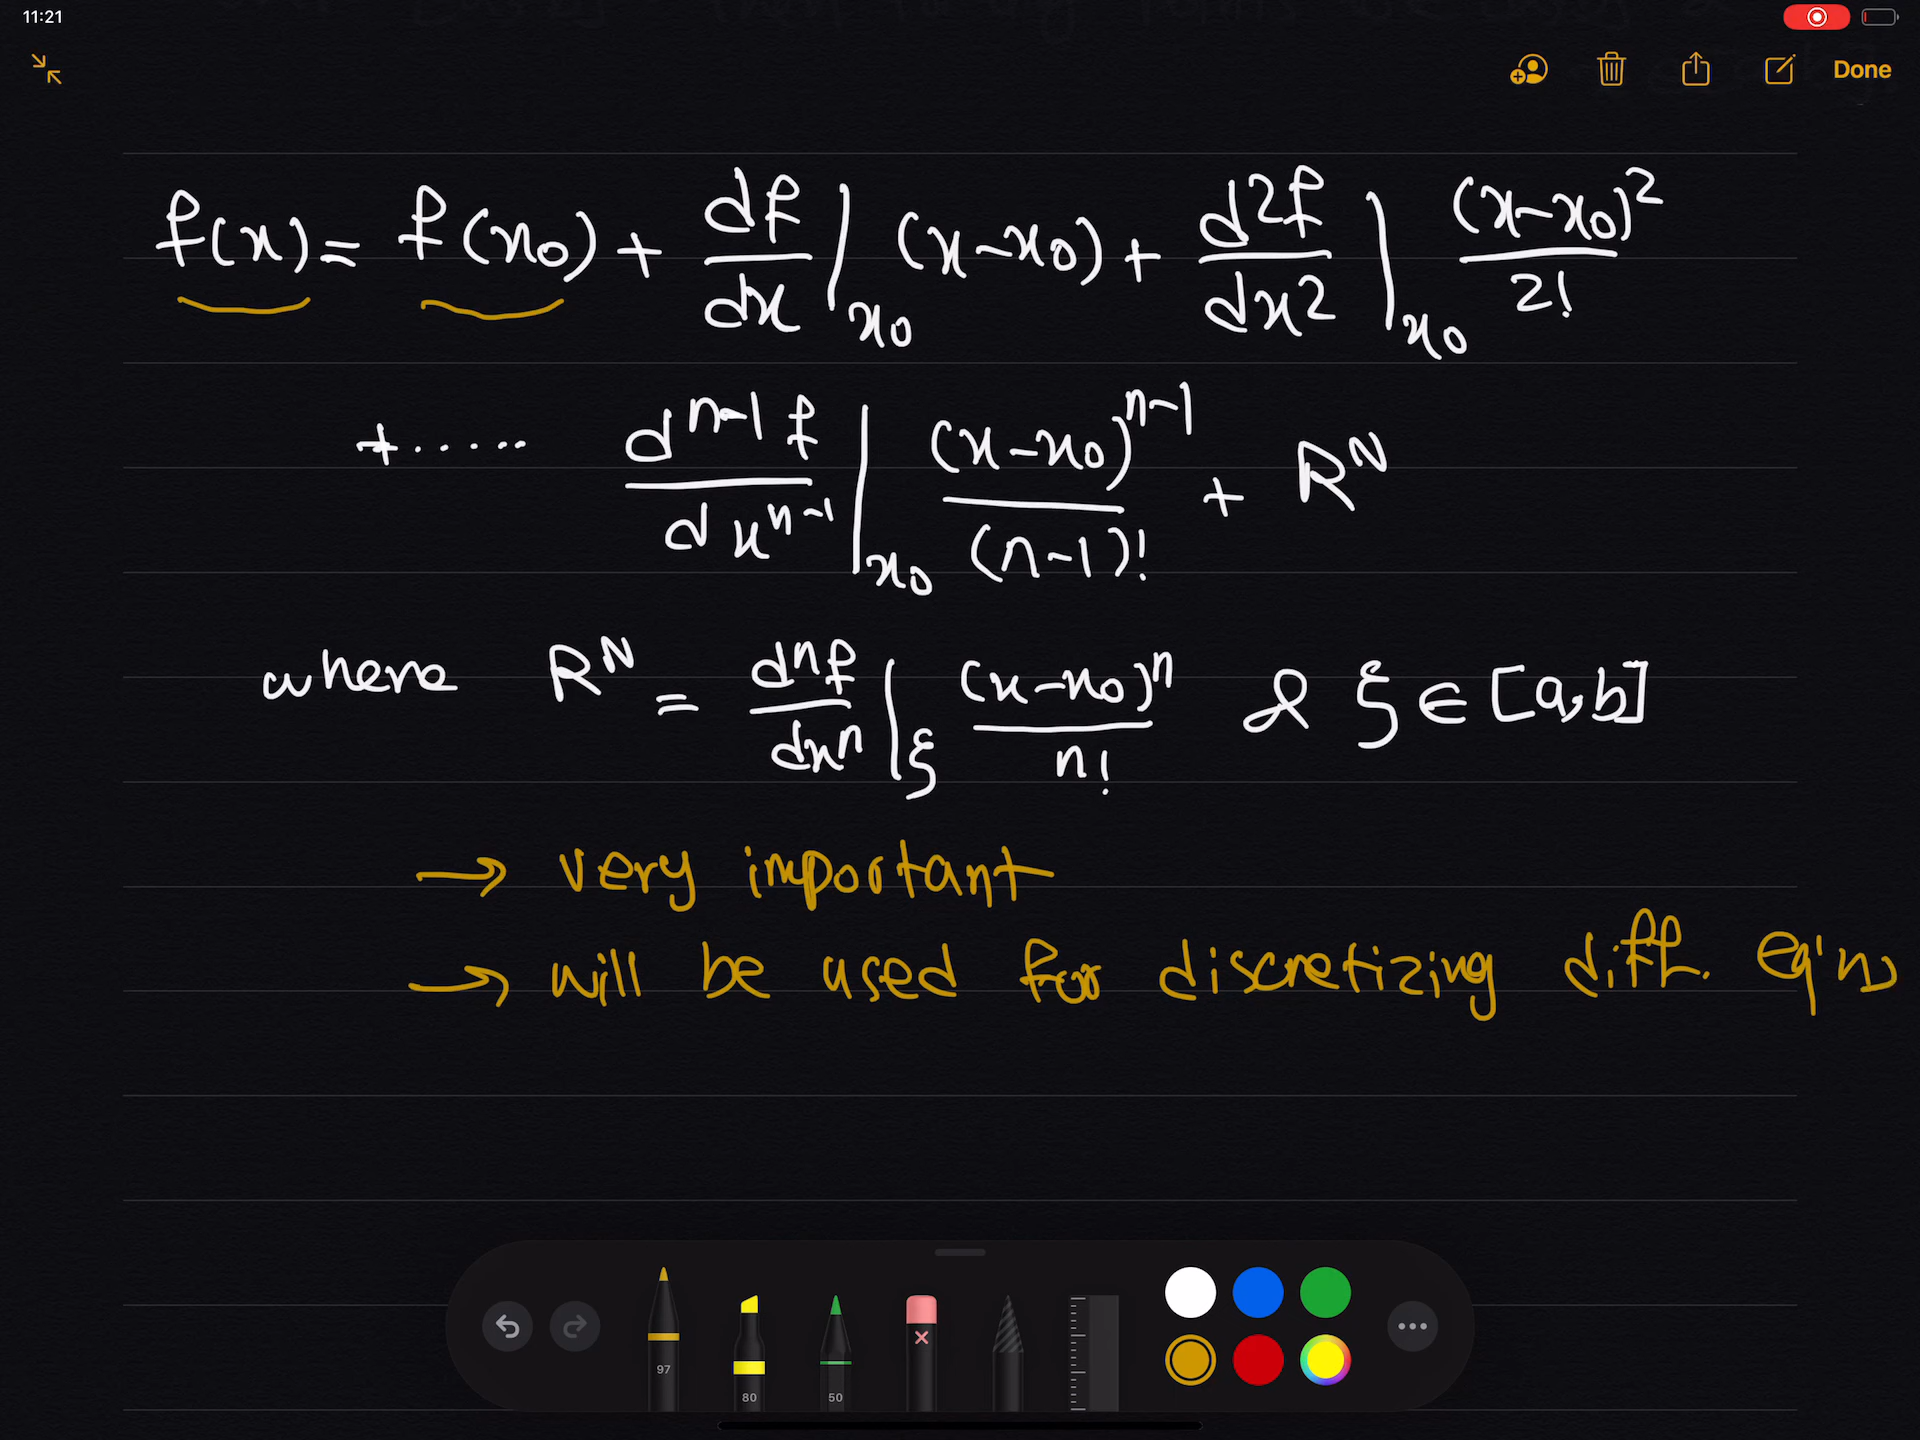 11:21
Done
f(x) = f(x0) + df/dx |x0 (x-x0) + d2f/dx2 |x0 (x-x0)^2/2!
+..... d^n-1 f/dx^n-1 |x0 (x-x0)^n-1/(n-1)! + R^N
where R^N = d^n f/dx^n |ξ (x-x0)^n/n! & ξ ∈ [a,b]
→ very important
→ will be used for discretizing diff. eq'ns
97
80
50